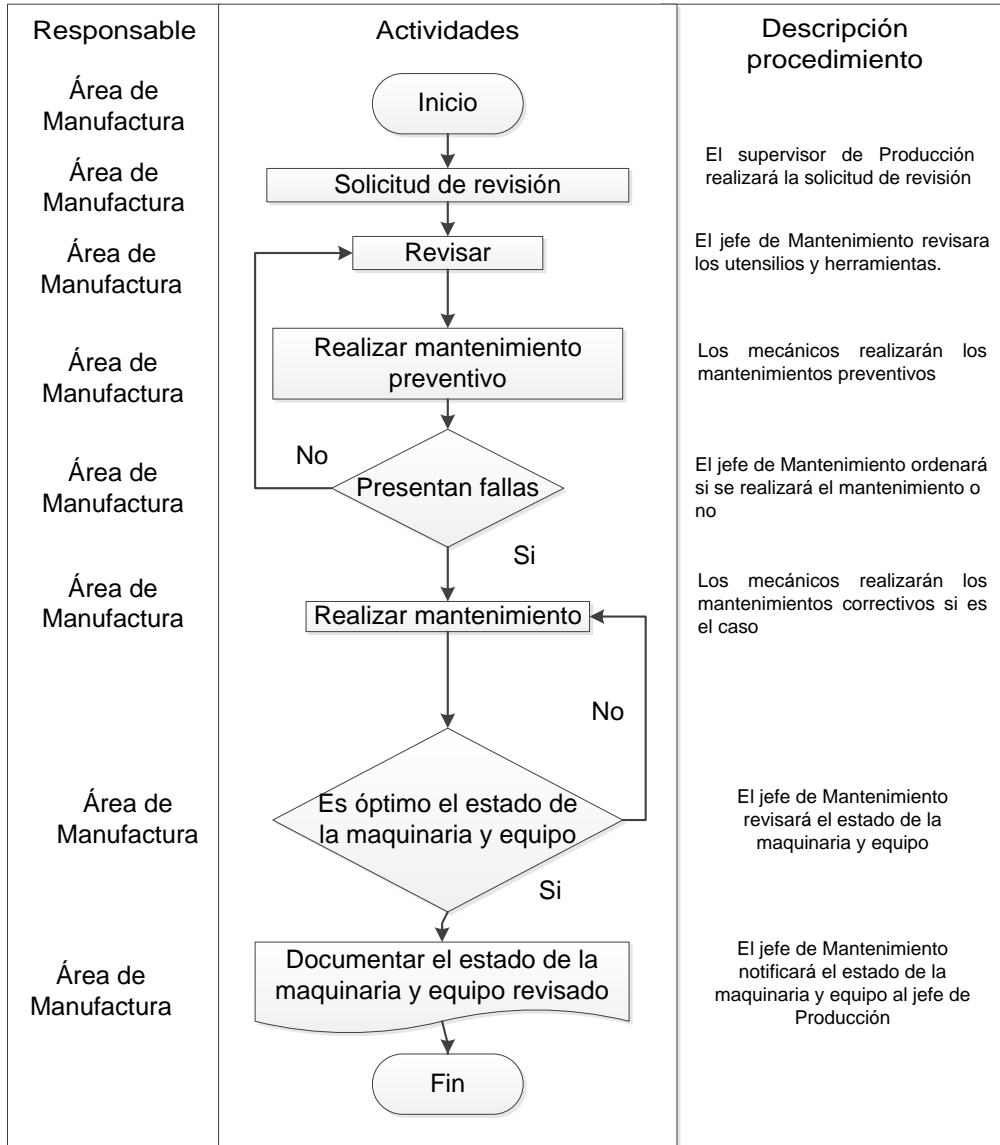 Responsable
Actividades
Descripción
procedimiento
Área de
Manufactura
Inicio
Área de
Manufactura
Solicitud de revisión
El supervisor de Producción
realizará la solicitud de revisión
Área de
Manufactura
Revisar
El jefe de Mantenimiento revisara
los utensilios y herramientas.
Área de
Manufactura
Realizar mantenimiento
preventivo
Los mecánicos realizarán los
mantenimientos preventivos
Área de
Manufactura
No
Presentan fallas
Si
El jefe de Mantenimiento ordenará
si se realizará el mantenimiento o
no
Área de
Manufactura
Realizar mantenimiento
Los mecánicos realizarán los
mantenimientos correctivos si es
el caso
No
Área de
Manufactura
Es óptimo el estado de
la maquinaria y equipo
Si
El jefe de Mantenimiento
revisará el estado de la
maquinaria y equipo
Área de
Manufactura
Documentar el estado de la
maquinaria y equipo revisado
El jefe de Mantenimiento
notificará el estado de la
maquinaria y equipo al jefe de
Producción
Fin